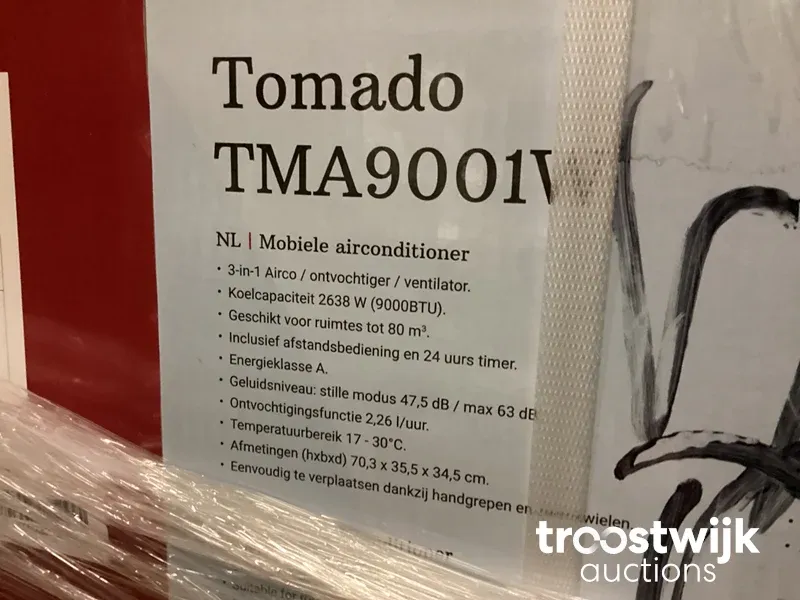 Tomado
TMA9001
NL | Mobiele airconditioner
• 3-in-1 Airco / ontvochtiger / ventilator.
• Koelcapaciteit 2638 W (9000BTU).
• Geschikt voor ruimtes tot 80 m³.
• Inclusief afstandsbediening en 24 uurs timer.
• Energieklasse A.
• Geluidsniveau: stille modus 47,5 dB / max 63 dB
• Ontvochtigingsfunctie 2,26 l/uur.
• Temperatuurbereik 17 - 30°C.
• Afmetingen (hxbxd) 70,3 x 35,5 x 34,5 cm.
• Eenvoudig te verplaatsen dankzij handgrepen en wielen.
troostwijk
auctions